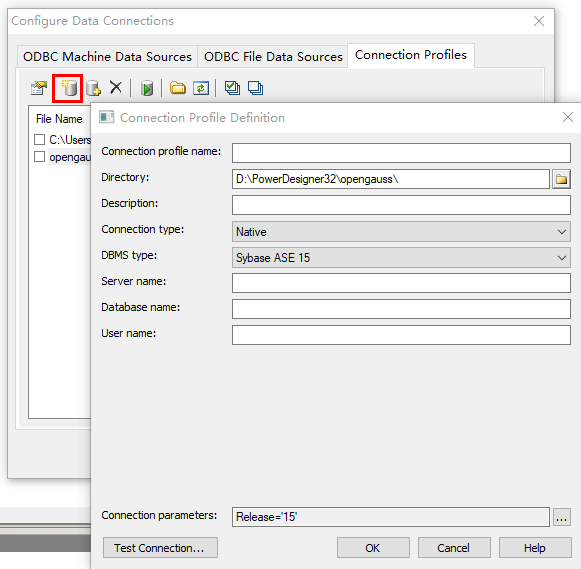 Configure Data Connections
ODBC Machine Data Sources ODBC File Data Sources Connection Profiles
File Name
C:\Users
opengau
Connection Profile Definition
Connection profile name:
Directory: D:\PowerDesigner32\opengauss\
Description:
Connection type: Native
DBMS type: Sybase ASE 15
Server name:
Database name:
User name:
Connection parameters: Release='15' ...
Test Connection... OK Cancel Help